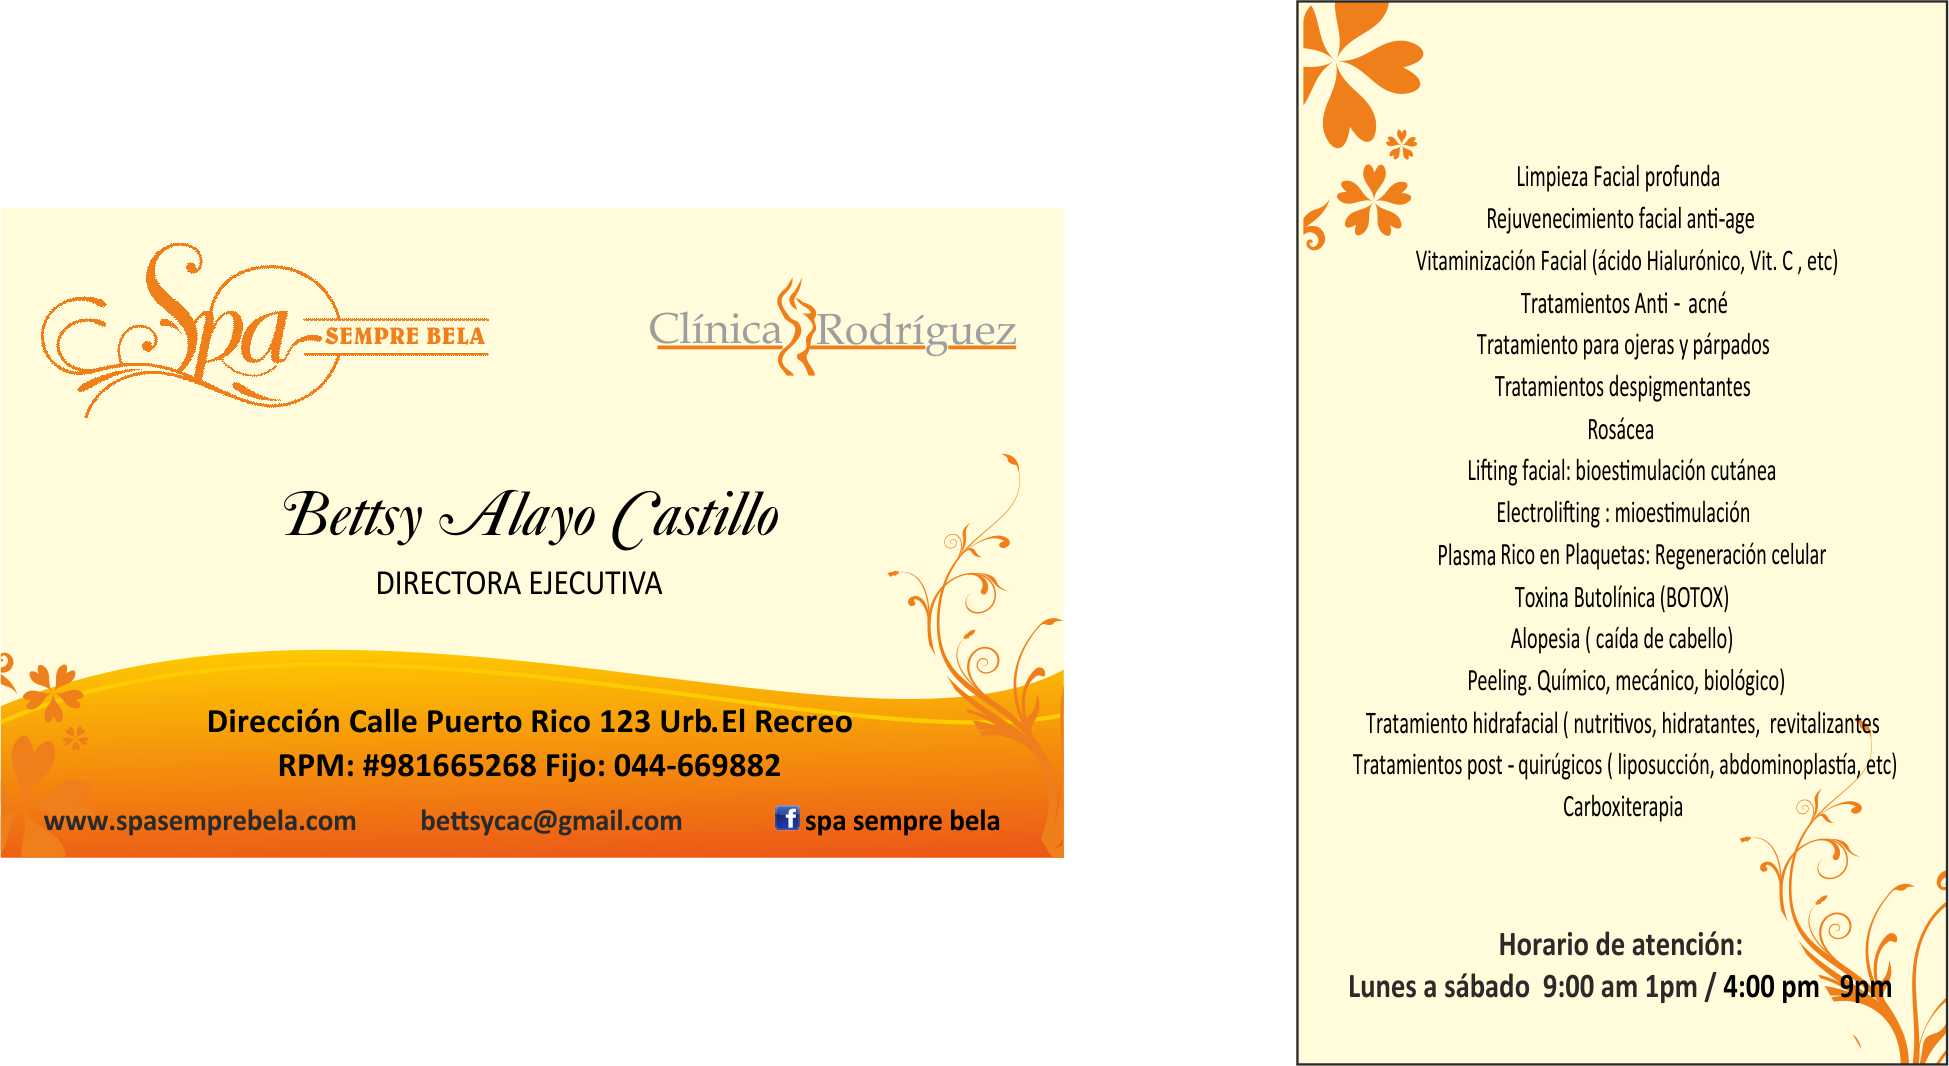 Spa SEMPRE BELA
Clínica Rodríguez
Bettsy Alayo Castillo
DIRECTORA EJECUTIVA
Dirección Calle Puerto Rico 123 Urb.El Recreo
RPM: #981665268 Fijo: 044-669882
www.spasemprebela.com bettsycac@gmail.com f spa sempre bela
Limpieza Facial profunda
Rejuvenecimiento facial anti-age
Vitaminización Facial (ácido Hialurónico, Vit. C , etc)
Tratamientos Anti - acné
Tratamiento para ojeras y párpados
Tratamientos despigmentantes
Rosácea
Lifting facial: bioestimulación cutánea
Electrolifting : mioestimulación
Plasma Rico en Plaquetas: Regeneración celular
Toxina Butolínica (BOTOX)
Alopesia ( caída de cabello)
Peeling. Químico, mecánico, biológico)
Tratamiento hidrafacial ( nutritivos, hidratantes, revitalizantes
Tratamientos post - quirúgicos ( liposucción, abdominoplastía, etc)
Carboxiterapia
Horario de atención:
Lunes a sábado 9:00 am 1pm / 4:00 pm 9pm